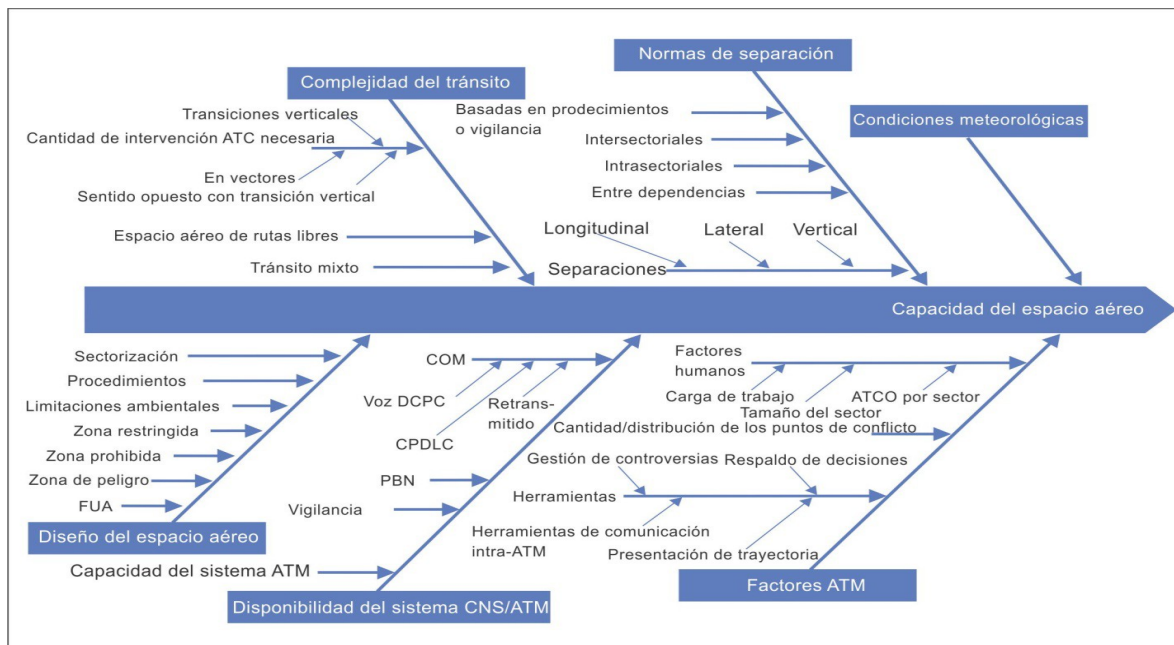 Normas de separación
Complejidad del tránsito
Condiciones meteorológicas
Transiciones verticales
Cantidad de intervención ATC necesaria
En vectores
Sentido opuesto con transición vertical
Espacio aéreo de rutas libres
Tránsito mixto
Basadas en prodecimientos
o vigilancia
Intersectoriales
Intrasectoriales
Entre dependencias
Longitudinal
Lateral
Vertical
Separaciones
Capacidad del espacio aéreo
Sectorización
Procedimientos
Limitaciones ambientales
Zona restringida
Zona prohibida
Zona de peligro
FUA
Diseño del espacio aéreo
COM
Voz DCPC
CPDLC
Retrans-
mitido
PBN
Vigilancia
Capacidad del sistema ATM
Disponibilidad del sistema CNS/ATM
Factores
humanos
Carga de trabajo
Tamaño del sector
ATCO por sector
Cantidad/distribución de los puntos de conflicto
Gestión de controversias
Respaldo de decisiones
Herramientas
Herramientas de comunicación
intra-ATM
Presentación de trayectoria
Factores ATM